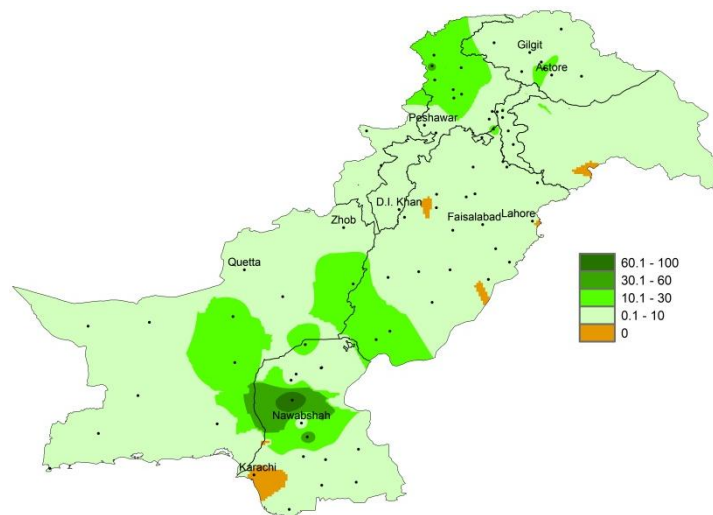 Gilgit
Astore
Peshawar
D.I. Khan
Zhob
Faisalabad
Lahore
Quetta
60.1 - 100
30.1 - 60
10.1 - 30
0.1 - 10
0
Nawabshah
Karachi